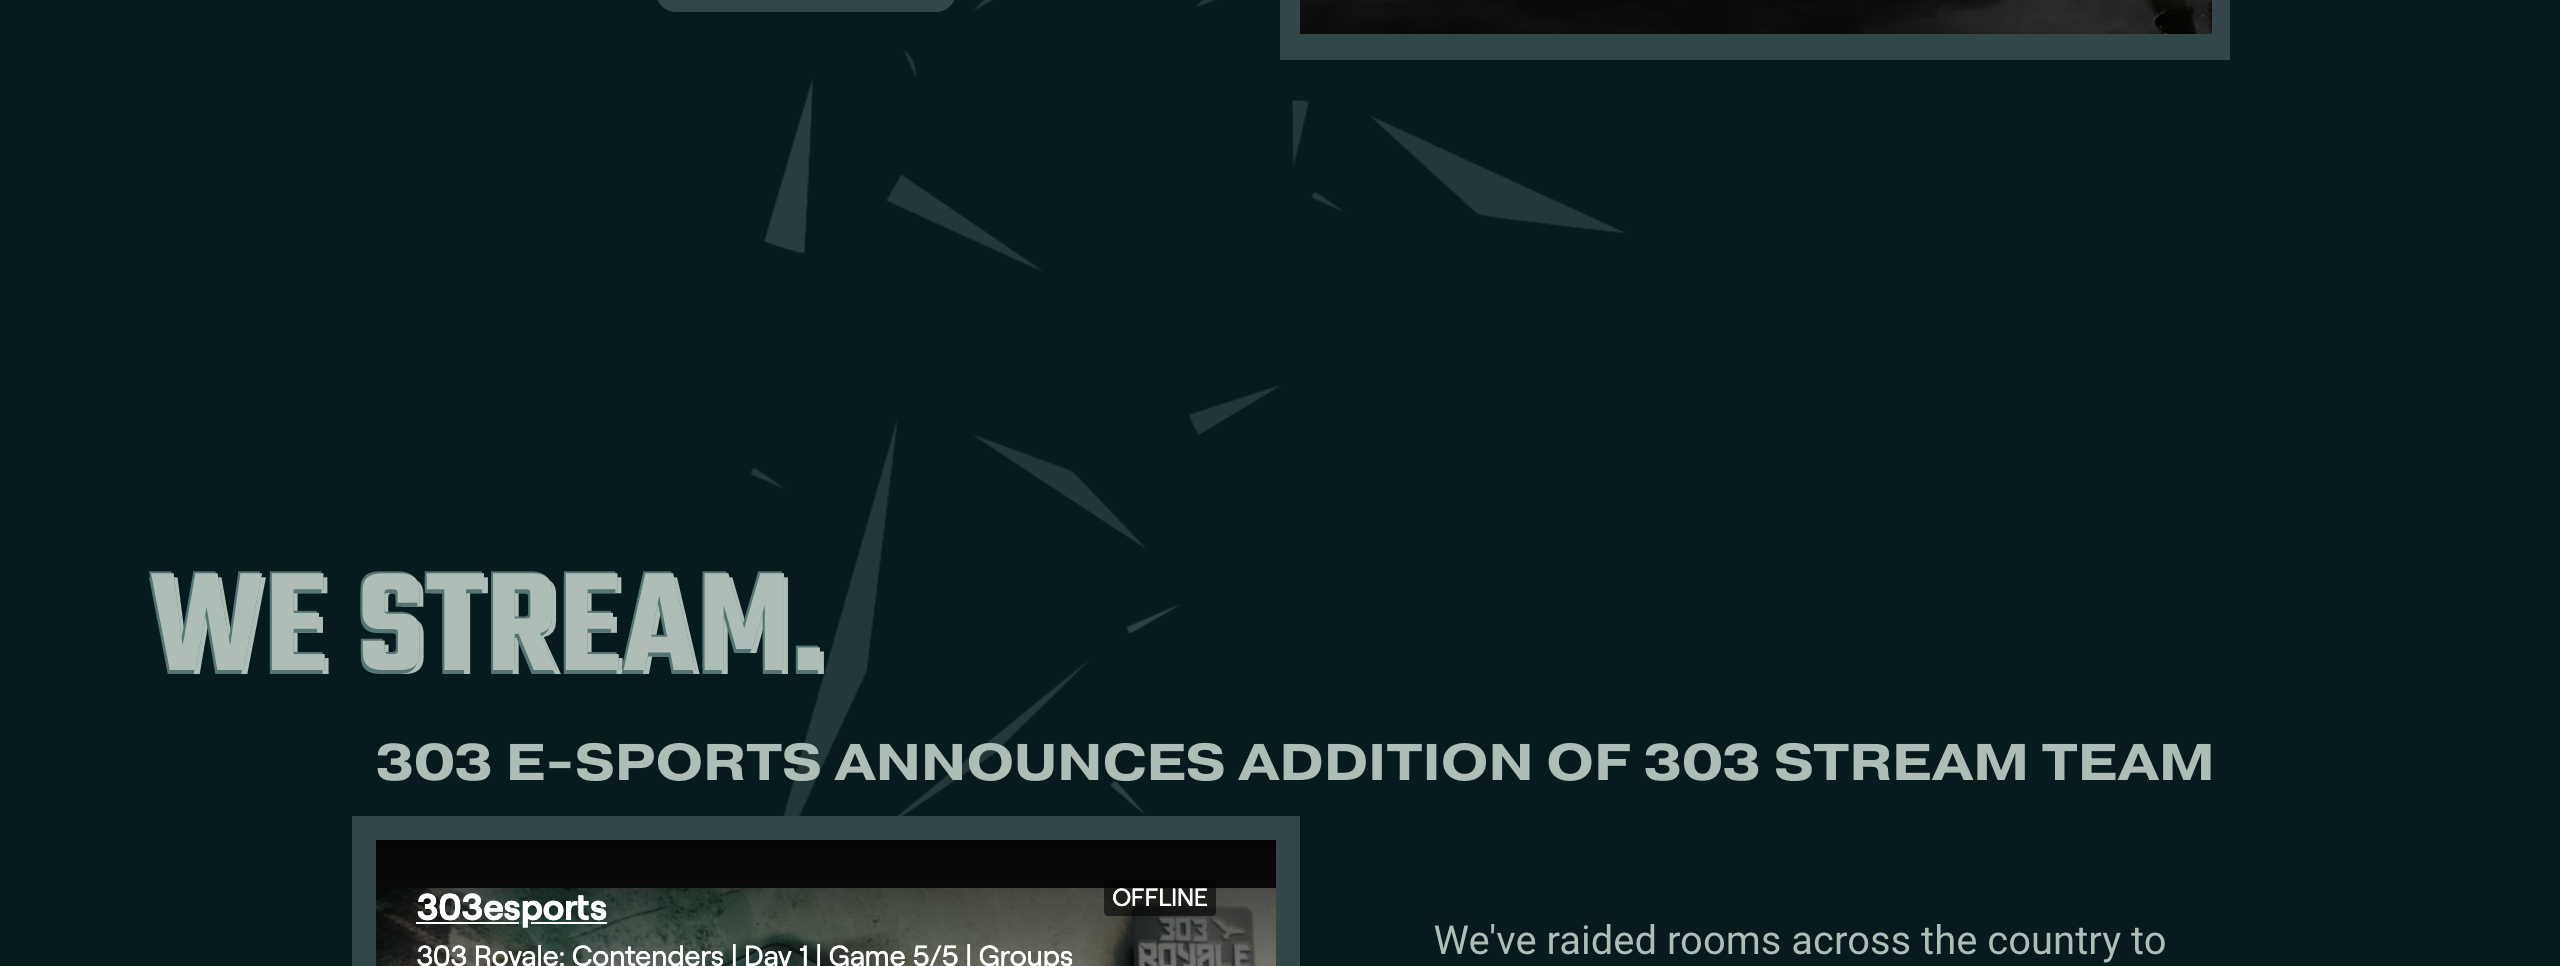 WE STREAM.
303 E-SPORTS ANNOUNCES ADDITION OF 303 STREAM TEAM
303esports
OFFLINE
303 Royale: Contenders | Day 1 | Game 5/5 | Groups
303
ROYALE
We've raided rooms across the country to